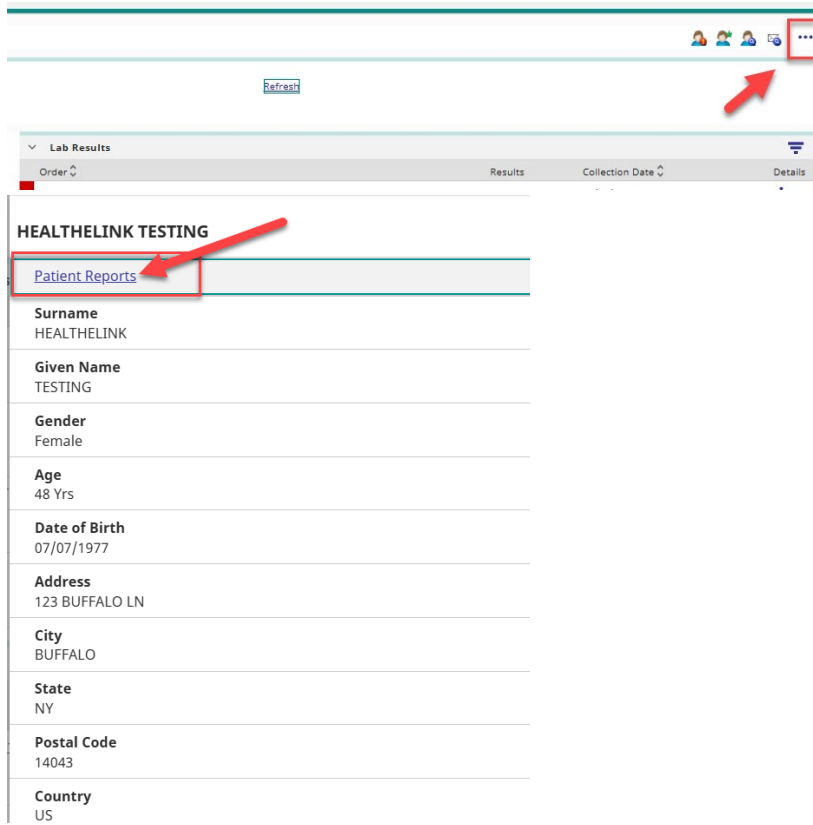 Refresh
Lab Results
Order Results Collection Date Details
HEALTHELINK TESTING
Patient Reports
Surname
HEALTHELINK
Given Name
TESTING
Gender
Female
Age
48 Yrs
Date of Birth
07/07/1977
Address
123 BUFFALO LN
City
BUFFALO
State
NY
Postal Code
14043
Country
US